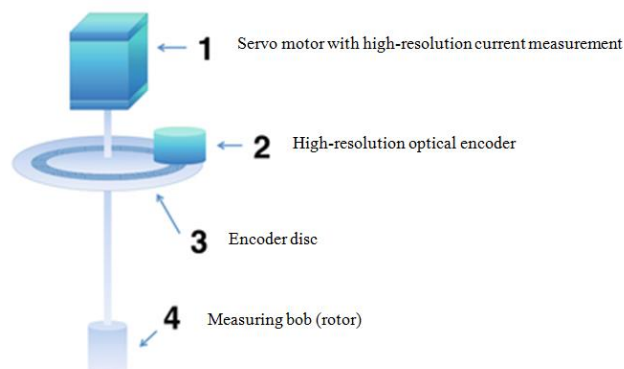 1 Servo motor with high-resolution current measurement
2 High-resolution optical encoder
3 Encoder disc
4 Measuring bob (rotor)